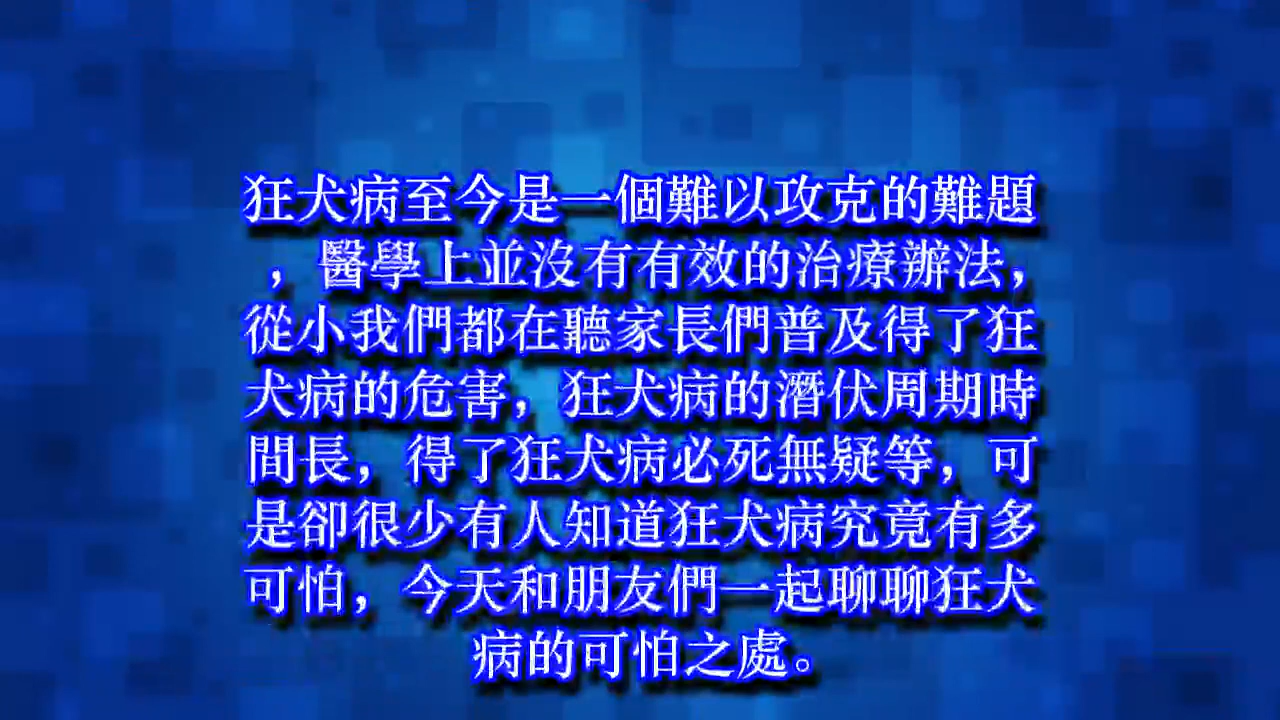 狂犬病至今是一個難以攻克的難題
，醫學上並沒有有效的治療辦法，
從小我們都在聽家長們普及得了狂
犬病的危害，狂犬病的潛伏周期時
間長，得了狂犬病必死無疑等，可
是卻很少有人知道狂犬病究竟有多
可怕，今天和朋友們一起聊聊狂犬
病的可怕之處。